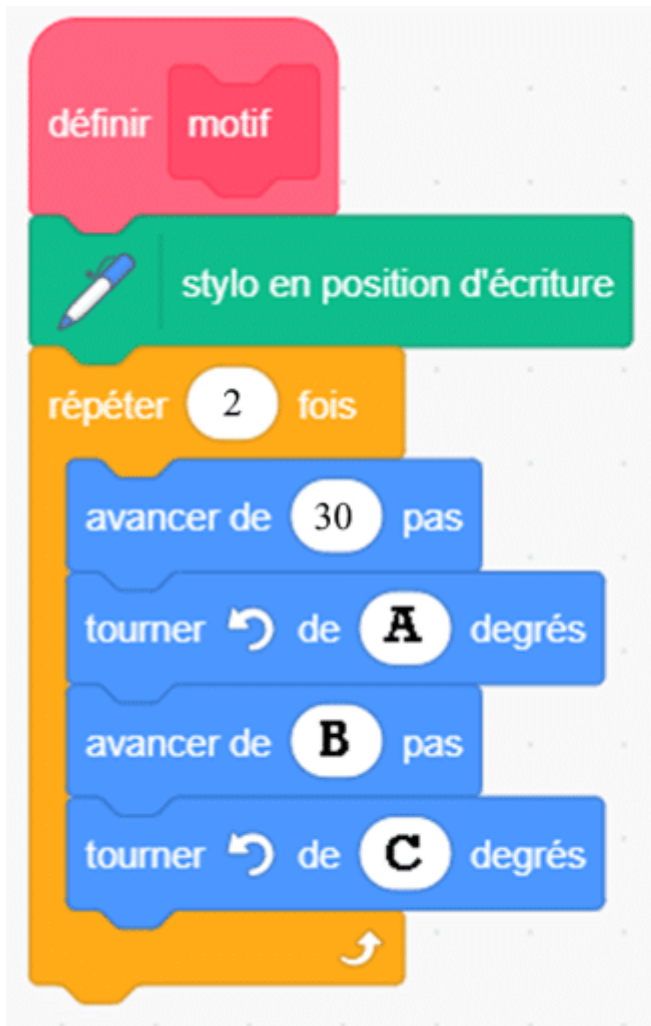 définir motif
stylo en position d'écriture
répéter 2 fois
avancer de 30 pas
tourner de A degrés
avancer de B pas
tourner de C degrés